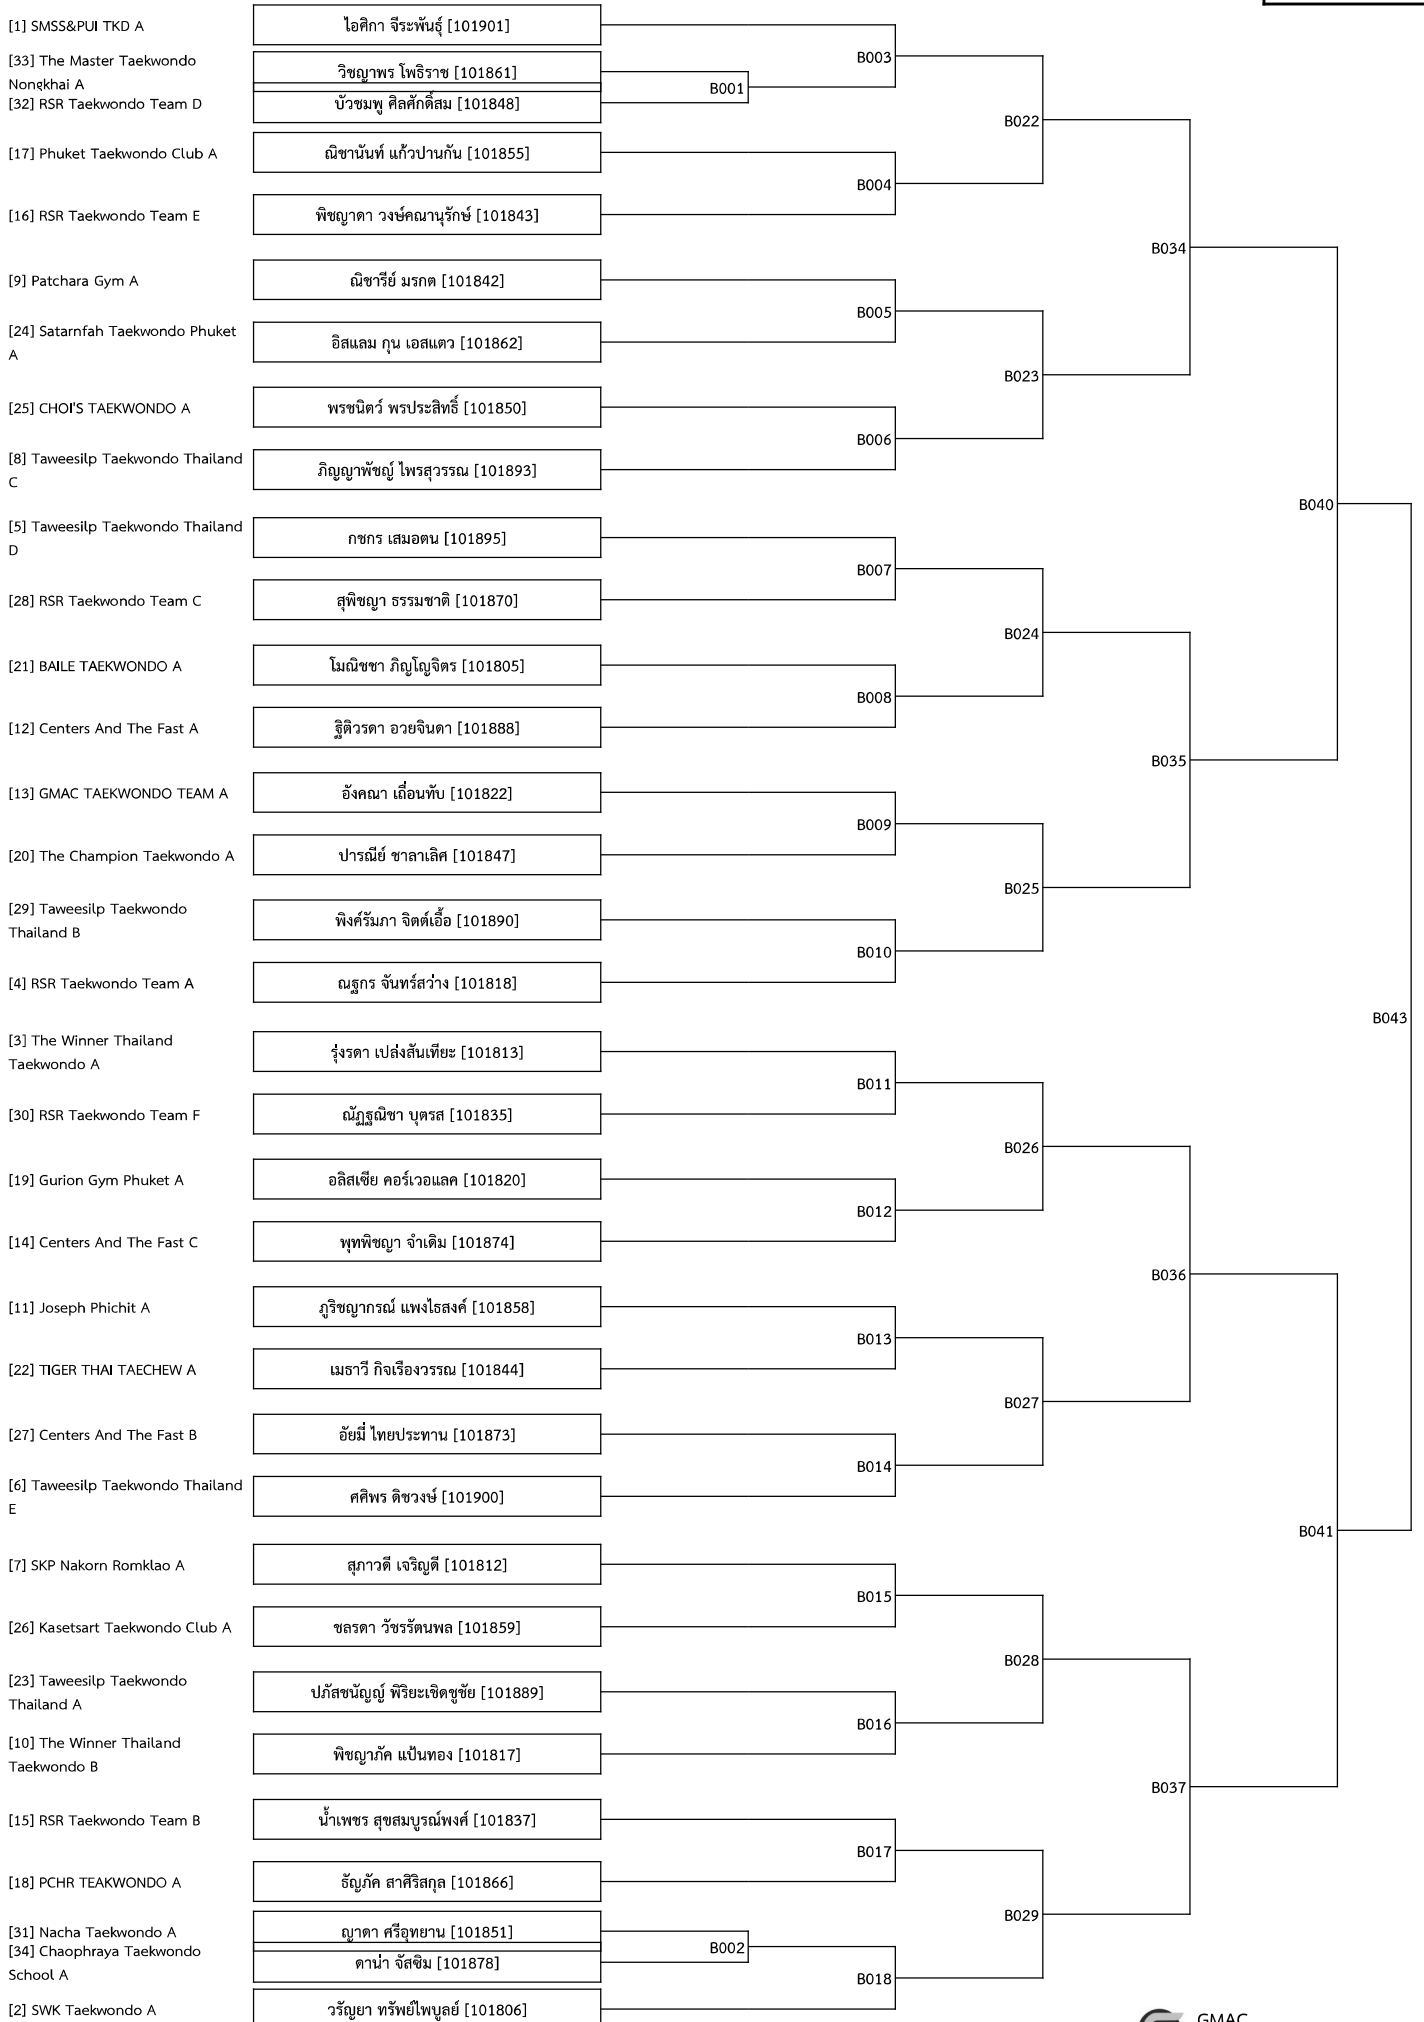 [1] SMSS&PUI TKD A
ไอศิกา จีระพันธุ์ [101901]
B003
[33] The Master Taekwondo
Nongkhai A
วิชญาพร โพธิราช [101861]
B001
[32] RSR Taekwondo Team D
บัวชมพู ศิลศักดิ์สม [101848]
B022
[17] Phuket Taekwondo Club A
ณิชานันท์ แก้วปานกัน [101855]
B004
[16] RSR Taekwondo Team E
พิชญาดา วงษ์คณานุรักษ์ [101843]
B034
[9] Patchara Gym A
ณิชารีย์ มรกต [101842]
B005
[24] Satarnfah Taekwondo Phuket
A
อิสแลม กุน เอสแตว [101862]
B023
[25] CHOI'S TAEKWONDO A
พรชนิตว์ พรประสิทธิ์ [101850]
B006
[8] Taweesilp Taekwondo Thailand
C
ภิญญาพัชญ์ ไพรสุวรรณ [101893]
B040
[5] Taweesilp Taekwondo Thailand
D
กชกร เสมอตน [101895]
B007
[28] RSR Taekwondo Team C
สุพิชญา ธรรมชาติ [101870]
B024
[21] BAILE TAEKWONDO A
โมณิชชา ภิญโญจิตร [101805]
B008
[12] Centers And The Fast A
ฐิติวรดา อวยจินดา [101888]
B035
[13] GMAC TAEKWONDO TEAM A
อังคณา เถื่อนทับ [101822]
B009
[20] The Champion Taekwondo A
ปารณีย์ ชาลาเลิศ [101847]
B025
[29] Taweesilp Taekwondo
Thailand B
พิงค์รัมภา จิตต์เอื้อ [101890]
B010
[4] RSR Taekwondo Team A
ณฐกร จันทร์สว่าง [101818]
B043
[3] The Winner Thailand
Taekwondo A
รุ่งรดา เปล่งสันเทียะ [101813]
B011
[30] RSR Taekwondo Team F
ณัฏฐณิชา บุตรส [101835]
B026
[19] Gurion Gym Phuket A
อลิสเซีย คอร์เวอแลค [101820]
B012
[14] Centers And The Fast C
พุทพิชญา จำเดิม [101874]
B036
[11] Joseph Phichit A
ภูริชญากรณ์ แพงไธสงค์ [101858]
B013
[22] TIGER THAI TAECHEW A
เมธาวี กิจเรืองวรรณ [101844]
B027
[27] Centers And The Fast B
อัยมี่ ไทยประทาน [101873]
B014
[6] Taweesilp Taekwondo Thailand
E
ศศิพร ดิชวงษ์ [101900]
B041
[7] SKP Nakorn Romklao A
สุภาวดี เจริญดี [101812]
B015
[26] Kasetsart Taekwondo Club A
ชลรดา วัชรรัตนพล [101859]
B028
[23] Taweesilp Taekwondo
Thailand A
ปภัสชนัญญ์ พิริยะเชิดชูชัย [101889]
B016
[10] The Winner Thailand
Taekwondo B
พิชญาภัค แป้นทอง [101817]
B037
[15] RSR Taekwondo Team B
น้ำเพชร สุขสมบูรณ์พงศ์ [101837]
B017
[18] PCHR TEAKWONDO A
ธัญภัค สาศิริสกุล [101866]
B029
[31] Nacha Taekwondo A
ญาดา ศรีอุทยาน [101851]
B002
[34] Chaophraya Taekwondo
School A
ดาน่า จัสซิม [101878]
B018
[2] SWK Taekwondo A
วรัญยา ทรัพย์ไพบูลย์ [101806]
GMAC